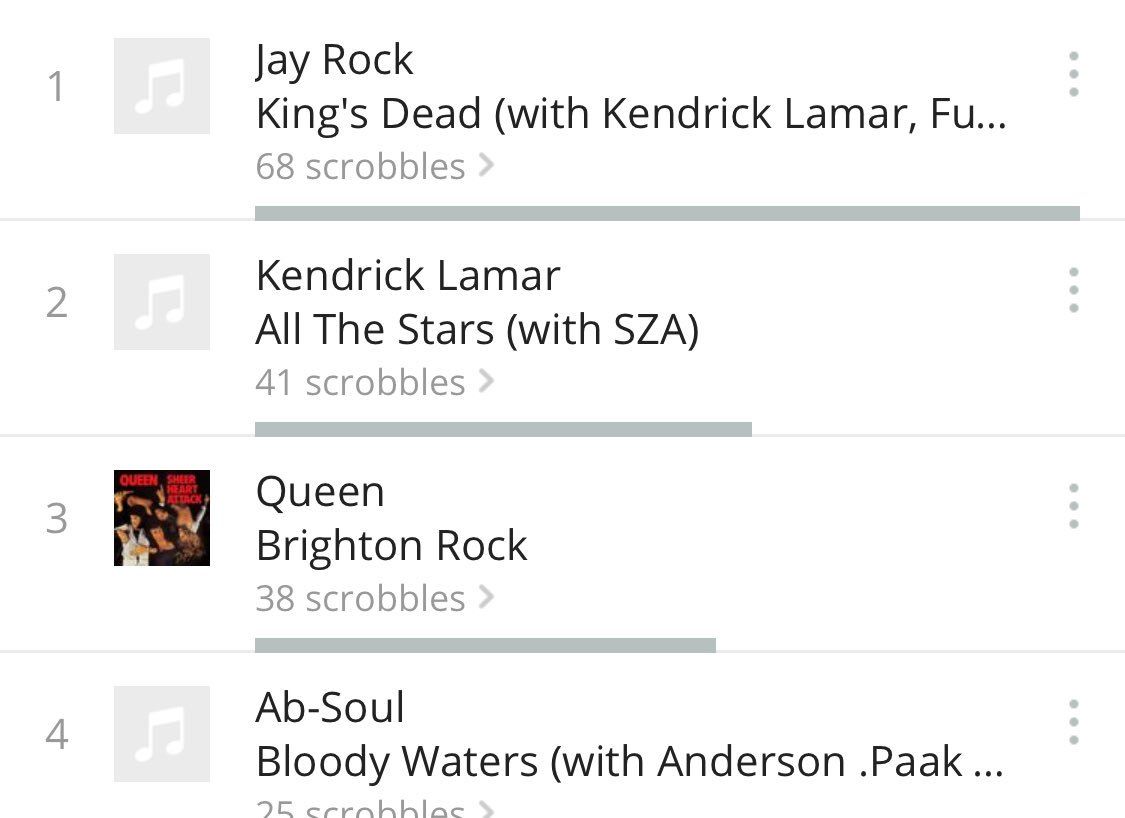 1
Jay Rock
King's Dead (with Kendrick Lamar, Fu...
68 scrobbles
2
Kendrick Lamar
All The Stars (with SZA)
41 scrobbles
QUEEN SHEER
HEART
ATTACK
3
Queen
Brighton Rock
38 scrobbles
4
Ab-Soul
Bloody Waters (with Anderson .Paak ...
25 scrobbles